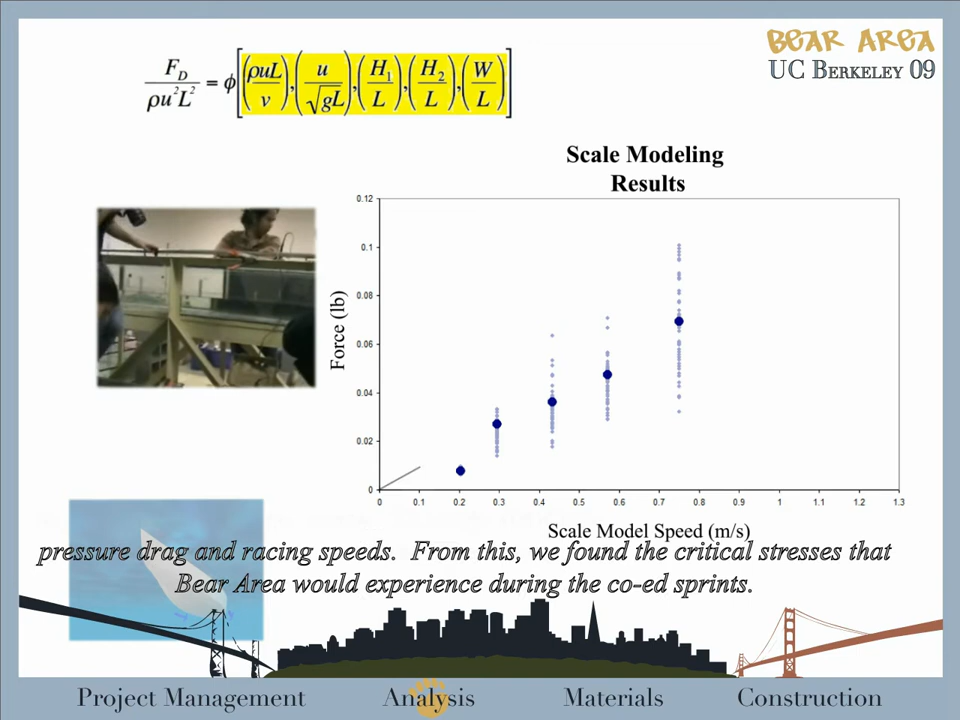 BEAR AREA
UC BERKELEY 09
F_D / ρu²L² = ϕ[(ρuL / ν), (u / √gL), (H₁ / L), (H₂ / L), (W / L)]
Scale Modeling
Results
0.12
0.1
0.08
0.06
0.04
0.02
0
Force (lb)
0 0.1 0.2 0.3 0.4 0.5 0.6 0.7 0.8 0.9 1 1.1 1.2 1.3
Scale Model Speed (m/s)
pressure drag and racing speeds. From this, we found the critical stresses that
Bear Area would experience during the co-ed sprints.
Project Management Analysis Materials Construction